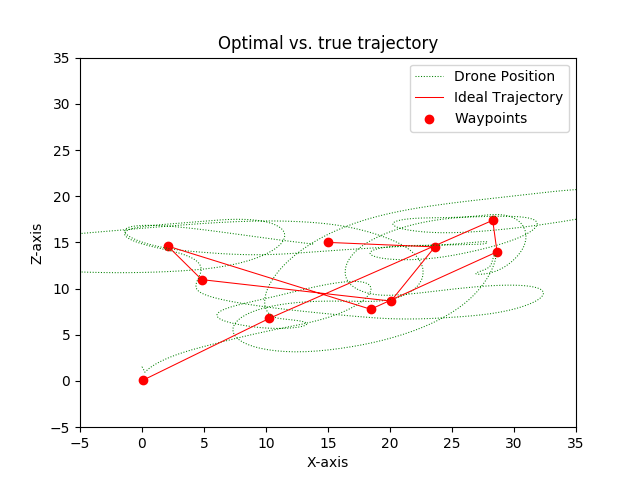 Optimal vs. true trajectory
Drone Position
Ideal Trajectory
Waypoints
Z-axis
35
30
25
20
15
10
5
0
−5
−5 0 5 10 15 20 25 30 35
X-axis